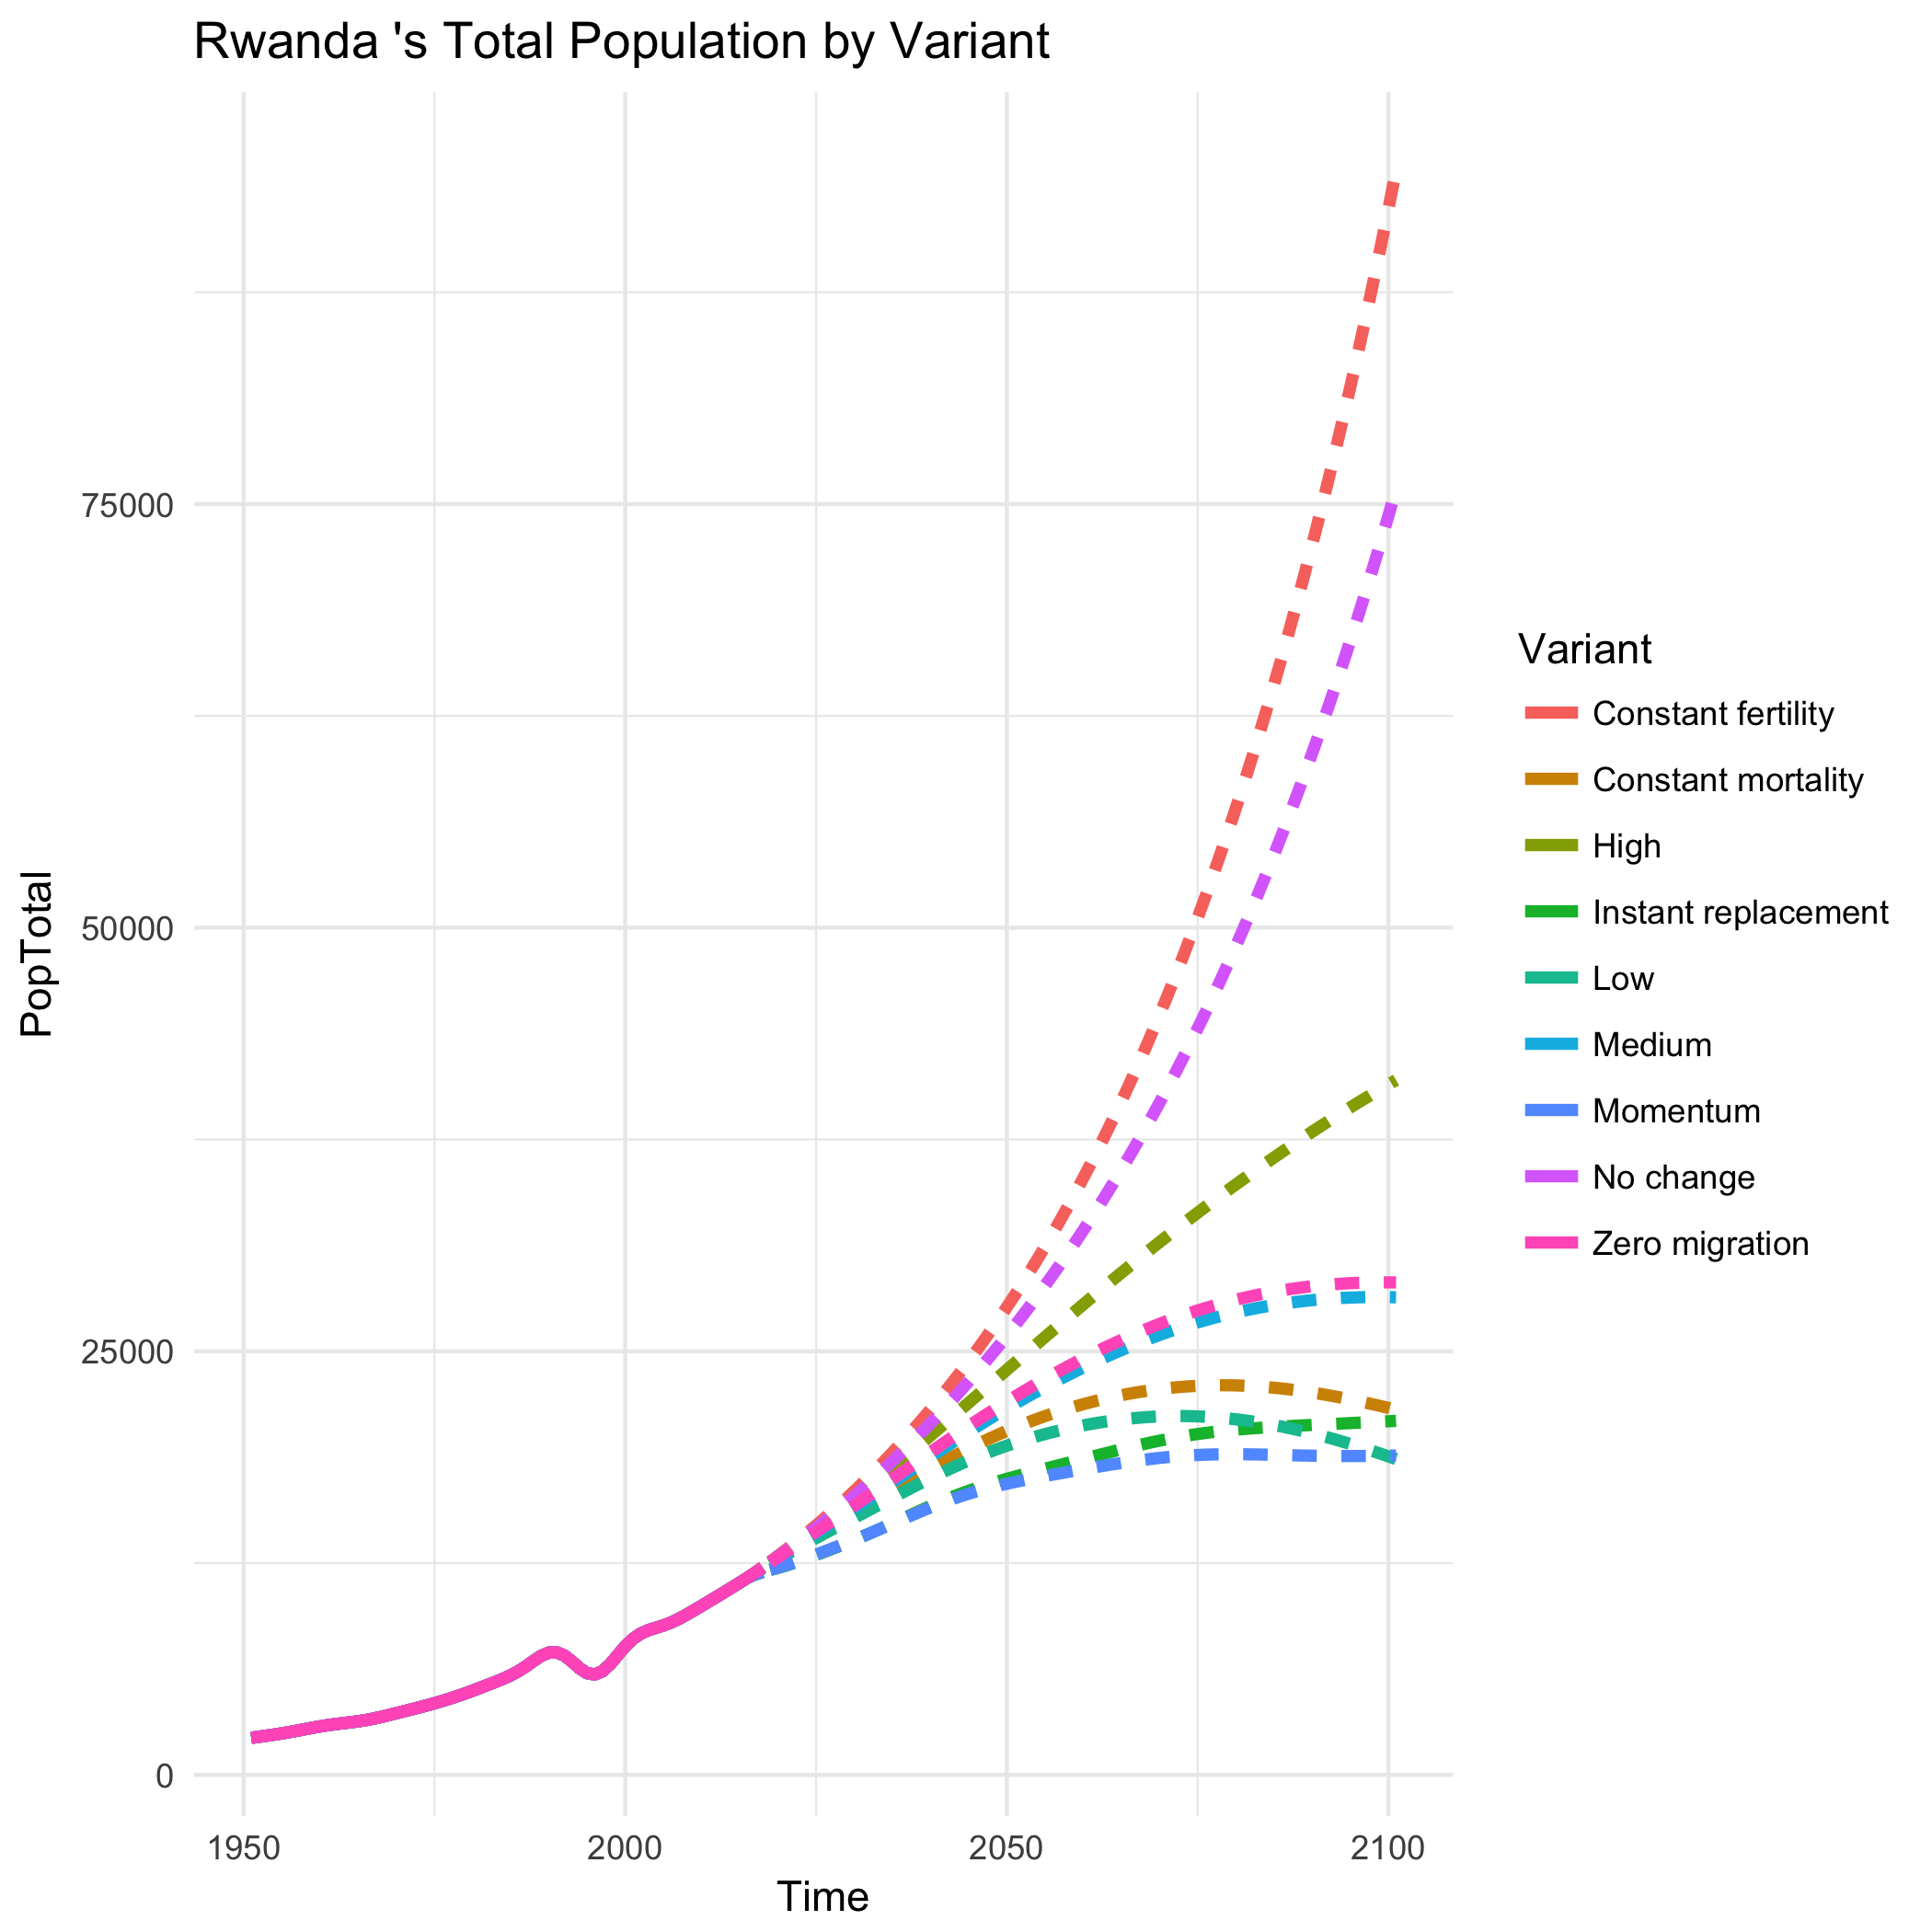 Rwanda 's Total Population by Variant
PopTotal
75000
50000
25000
0
1950
2000
2050
2100
Time
Variant
Constant fertility
Constant mortality
High
Instant replacement
Low
Medium
Momentum
No change
Zero migration